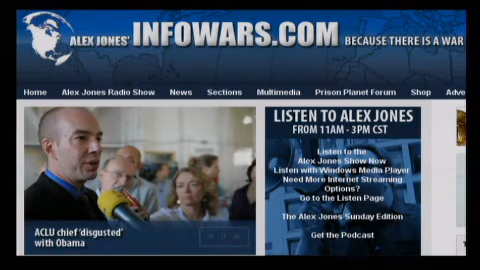 ALEX JONES' INFOWARS.COM BECAUSE THERE IS A WAR
Home Alex Jones Radio Show News Sections Multimedia Prison Planet Forum Shop Adve
LISTEN TO ALEX JONES
FROM 11AM - 3PM CST
Listen to the
Alex Jones Show Now
Listen with Windows Media Player
Need More Internet Streaming
Options?
Go to the Listen Page
The Alex Jones Sunday Edition
Get the Podcast
ACLU chief 'disgusted'
with Obama